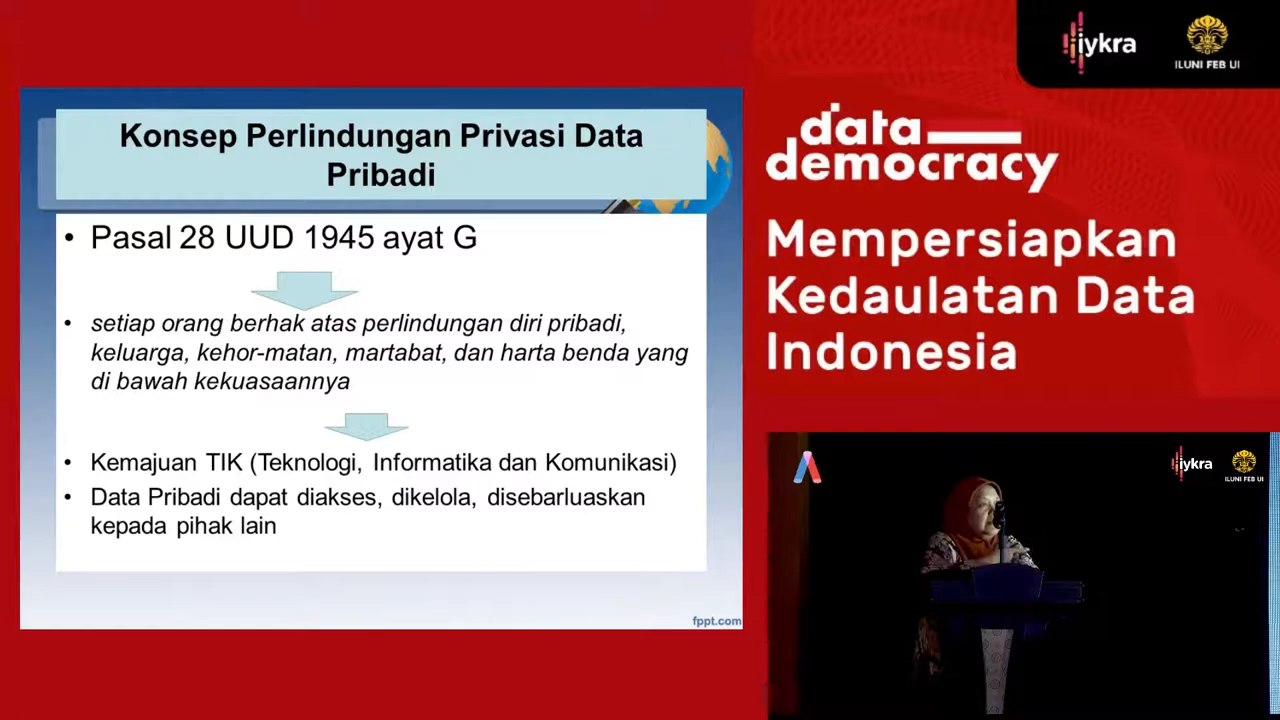 Konsep Perlindungan Privasi Data
Pribadi
• Pasal 28 UUD 1945 ayat G
• setiap orang berhak atas perlindungan diri pribadi,
keluarga, kehor-matan, martabat, dan harta benda yang
di bawah kekuasaannya
• Kemajuan TIK (Teknologi, Informatika dan Komunikasi)
• Data Pribadi dapat diakses, dikelola, disebarluaskan
kepada pihak lain
fppt.com
iykra
ILUNI FEB UI
data
democracy
Mempersiapkan
Kedaulatan Data
Indonesia
iykra
ILUNI FEB UI